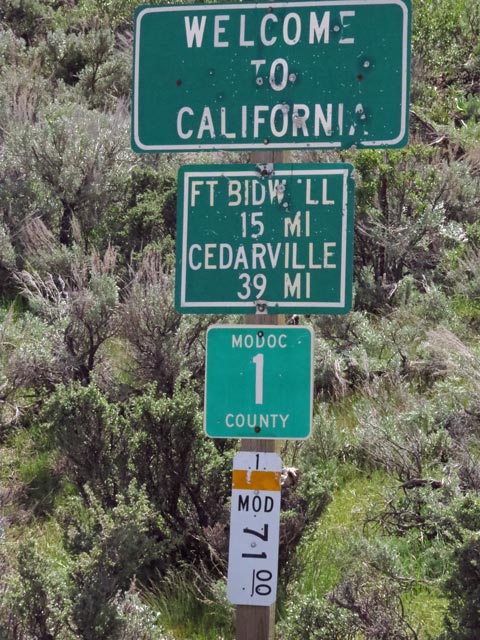 WELCOME
TO
CALIFORNIA
FT BIDW LL
15 MI
CEDARVILLE
39 MI
MODOC
1
COUNTY
1
MOD
71 00